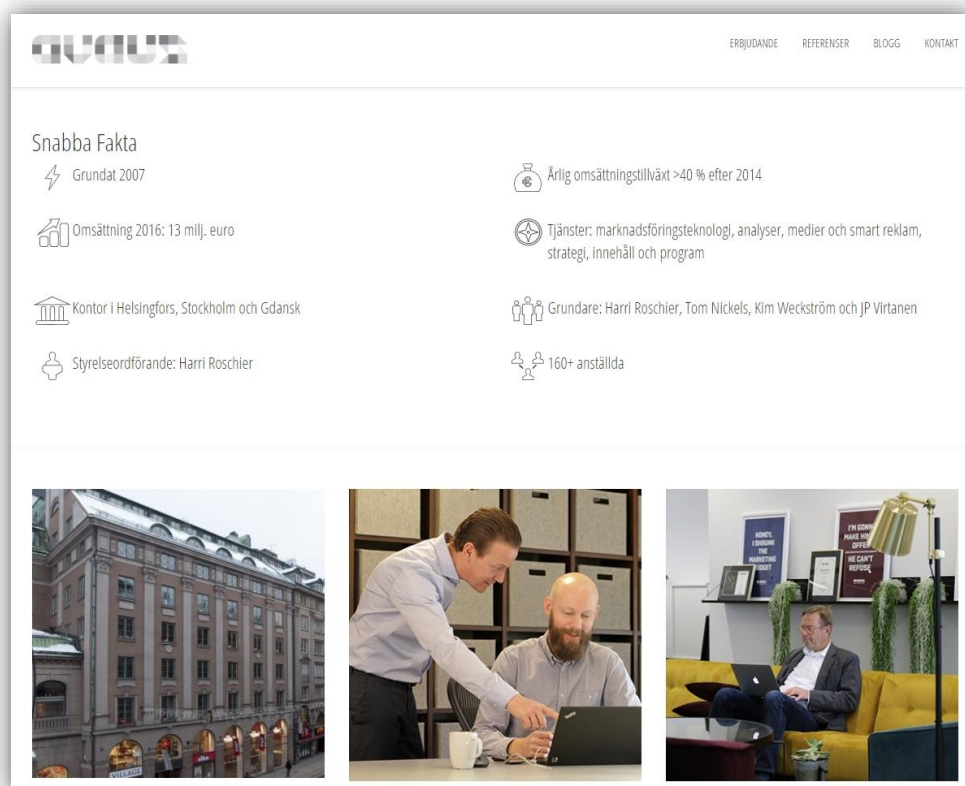 avaus
ERBJUDANDE REFERENSER BLOGG KONTAKT
Snabba Fakta
Grundat 2007
Årlig omsättningstillväxt >40 % efter 2014
Omsättning 2016: 13 milj. euro
Tjänster: marknadsföringsteknologi, analyser, medier och smart reklam,
strategi, innehåll och program
Kontor i Helsingfors, Stockholm och Gdansk
Grundare: Harri Roschier, Tom Nickels, Kim Weckström och JP Virtanen
Styrelseordförande: Harri Roschier
160+ anställda
VILLAGE
HONEY,
I SHRUNK
THE
MARKETING
BUDGET
I'M GONNA
MAKE HIM
OFFER
HE CAN'T
REFUSE